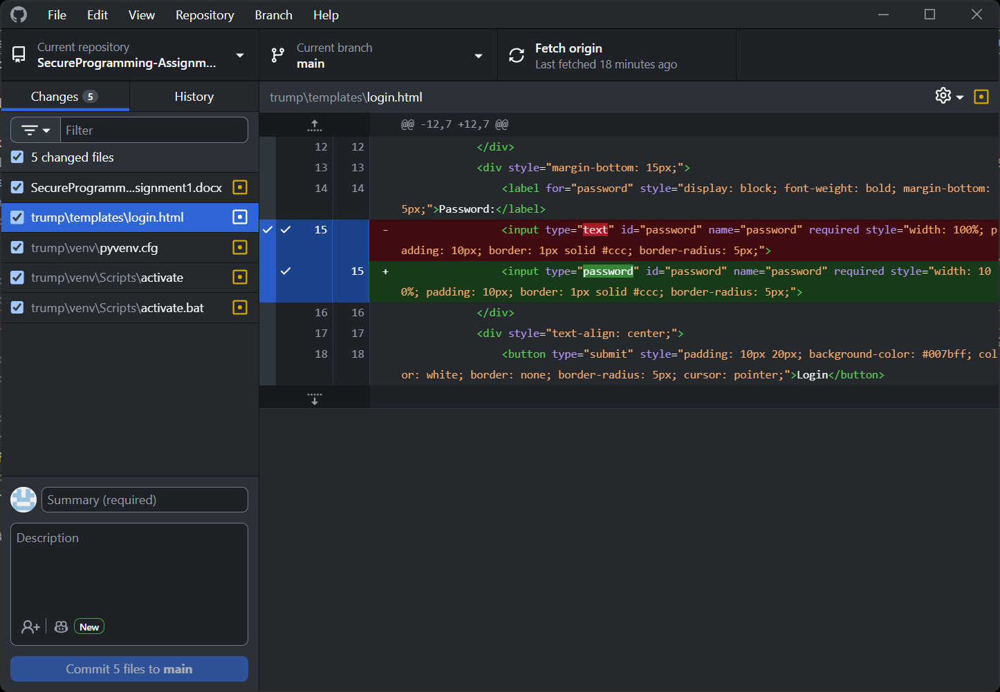 File Edit View Repository Branch Help
Current repository
SecureProgramming-Assignm...
Current branch
main
Fetch origin
Last fetched 18 minutes ago
Changes 5
History
trump\templates\login.html
Filter
5 changed files
SecureProgramm...signment1.docx
trump\templates\login.html
trump\venv\pyvenv.cfg
trump\venv\Scripts\activate
trump\venv\Scripts\activate.bat
@@ -12,7 +12,7 @@
12 12 </div>
13 13 <div style="margin-bottom: 15px;">
14 14 <label for="password" style="display: block; font-weight: bold; margin-bottom:
5px;">Password:</label>
15 - <input type="text" id="password" name="password" required style="width: 100%; p
adding: 10px; border: 1px solid #ccc; border-radius: 5px;">
15 + <input type="password" id="password" name="password" required style="width: 10
0%; padding: 10px; border: 1px solid #ccc; border-radius: 5px;">
16 16 </div>
17 17 <div style="text-align: center;">
18 18 <button type="submit" style="padding: 10px 20px; background-color: #007bff; col
or: white; border: none; border-radius: 5px; cursor: pointer;">Login</button>
Summary (required)
Description
New
Commit 5 files to main